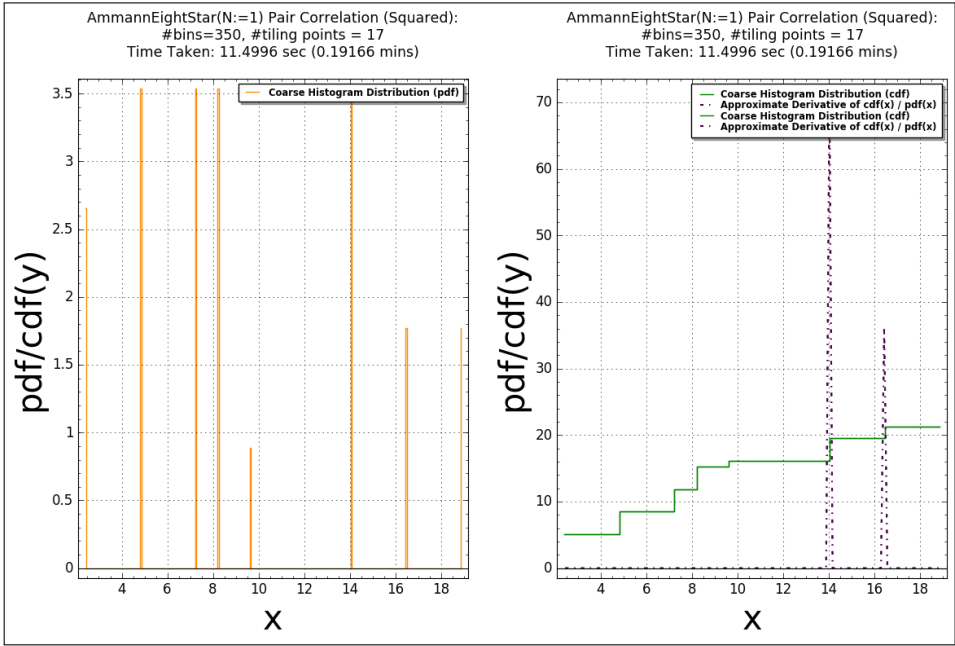 AmmannEightStar(N:=1) Pair Correlation (Squared):
#bins=350, #tiling points = 17
Time Taken: 11.4996 sec (0.19166 mins)
Coarse Histogram Distribution (pdf)
3.5
3
2.5
2
1.5
1
0.5
0
pdf/cdf(y)
4 6 8 10 12 14 16 18
x
AmmannEightStar(N:=1) Pair Correlation (Squared):
#bins=350, #tiling points = 17
Time Taken: 11.4996 sec (0.19166 mins)
Coarse Histogram Distribution (cdf)
Approximate Derivative of cdf(x) / pdf(x)
Coarse Histogram Distribution (cdf)
Approximate Derivative of cdf(x) / pdf(x)
70
60
50
40
30
20
10
0
pdf/cdf(y)
4 6 8 10 12 14 16 18
x